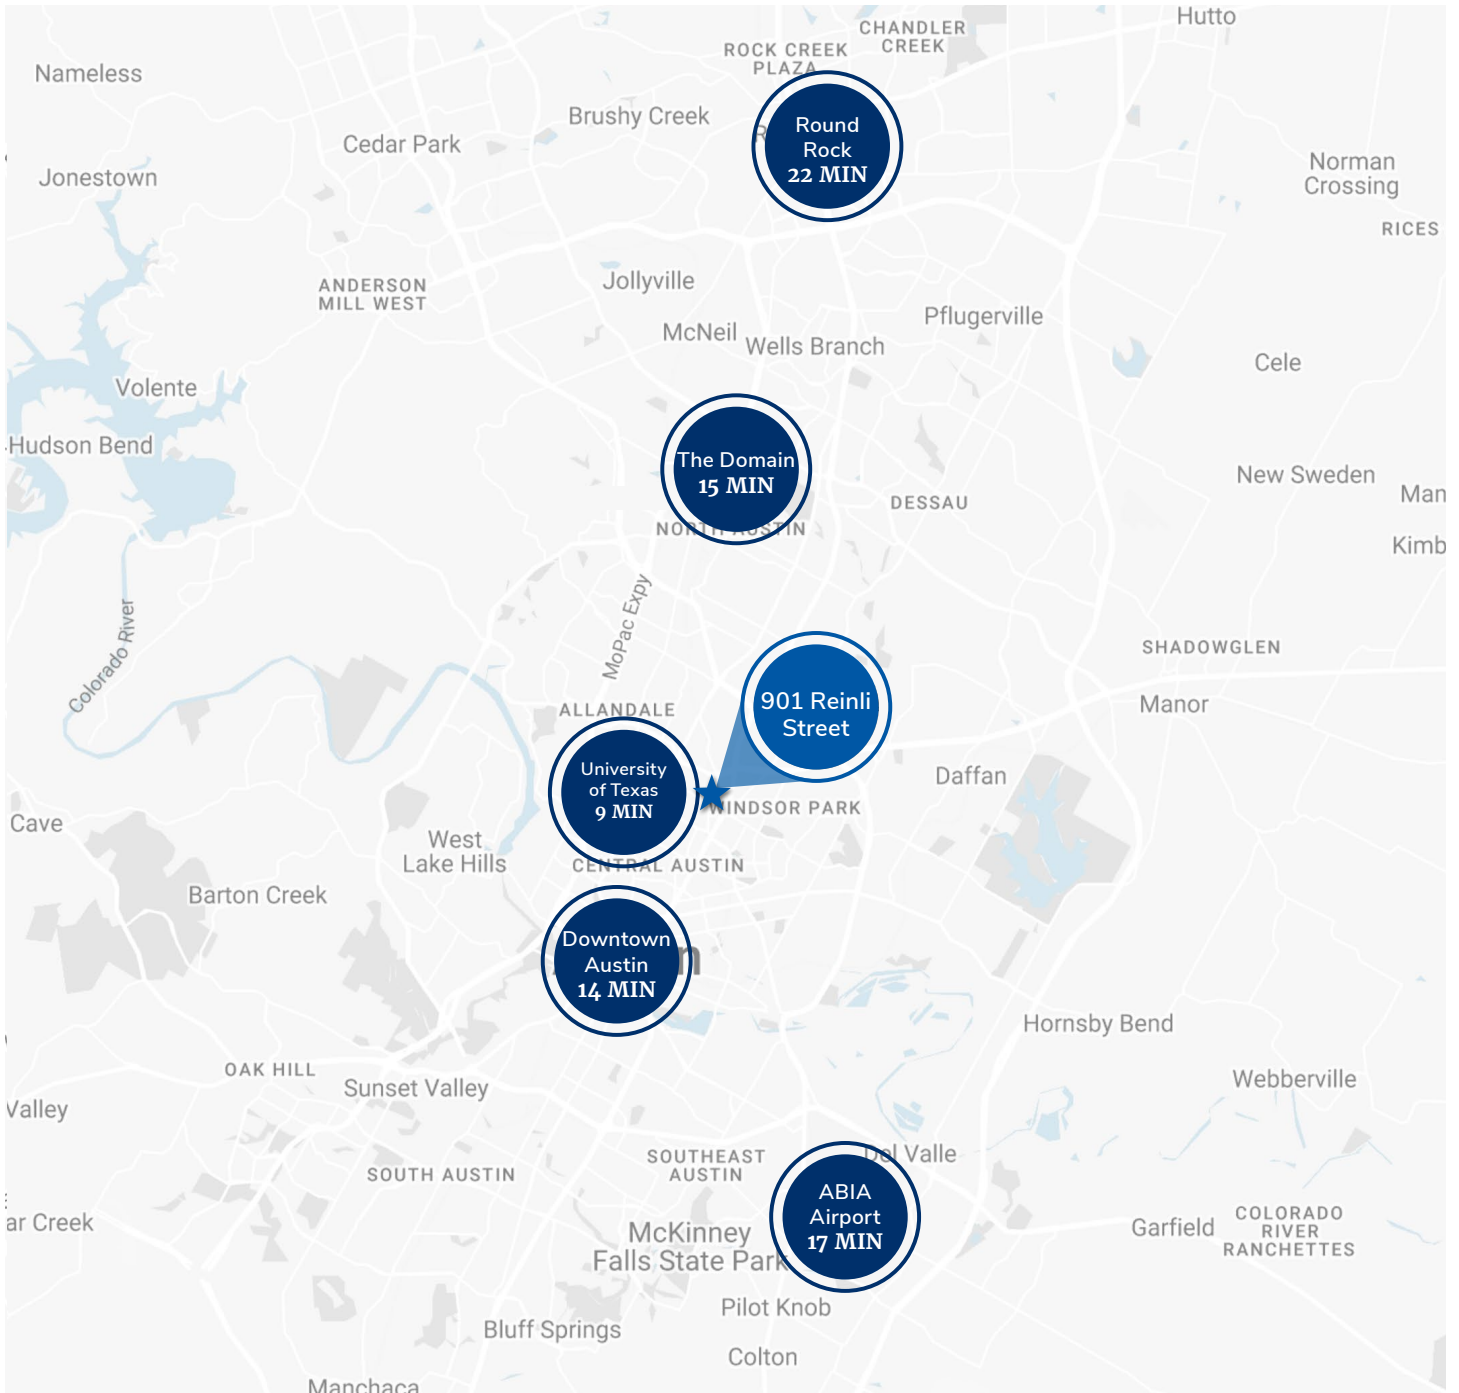 Hutto
CHANDLER
CREEK
ROCK CREEK
PLAZA
Nameless
Brushy Creek
Round
Rock
22 MIN
Cedar Park
Norman
Crossing
Jonestown
RICES
ANDERSON
MILL WEST
Jollyville
Pflugerville
McNeil
Wells Branch
Cele
Volente
Hudson Bend
The Domain
15 MIN
New Sweden
Man
DESSAU
NORTH AUSTIN
Kimb
MoPac Expy
Colorado River
SHADOWGLEN
Manor
901 Reinli
Street
ALLANDALE
University
of Texas
9 MIN
Daffan
WINDSOR PARK
Cave
West
Lake Hills
CENTRAL AUSTIN
Barton Creek
Downtown
Austin
14 MIN
n
Hornsby Bend
OAK HILL
Sunset Valley
Webberville
Valley
SOUTHEAST
AUSTIN
Del Valle
SOUTH AUSTIN
ABIA
Airport
17 MIN
ar Creek
McKinney
Falls State Park
Garfield
COLORADO
RIVER
RANCHETTES
Pilot Knob
Bluff Springs
Colton
Manchaca